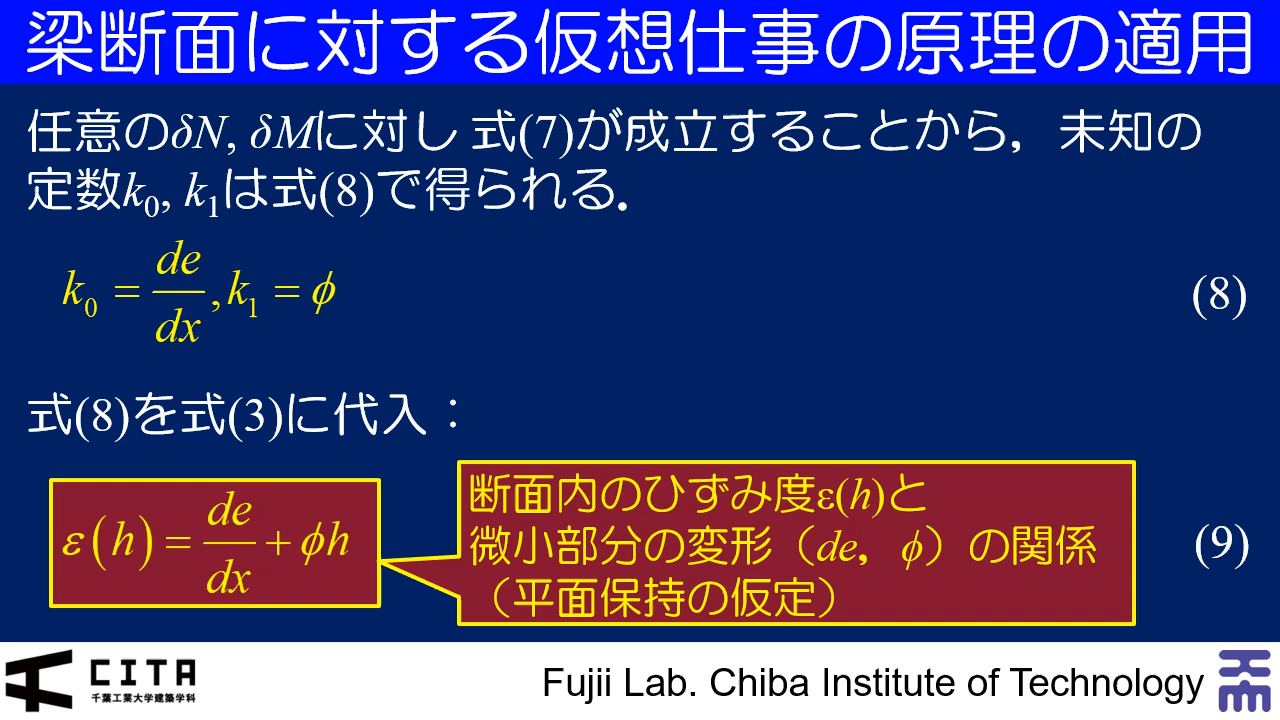 梁断面に対する仮想仕事の原理の適用
任意のδN, δMに対し 式(7)が成立することから，未知の
定数k₀, k₁は式(8)で得られる．
k₀ = de/dx , k₁ = ϕ (8)
式(8)を式(3)に代入：
ε(h) = de/dx + ϕh (9)
断面内のひずみ度ε(h)と
微小部分の変形（de，ϕ）の関係
（平面保持の仮定）
CITA
千葉工業大学建築学科
Fujii Lab. Chiba Institute of Technology